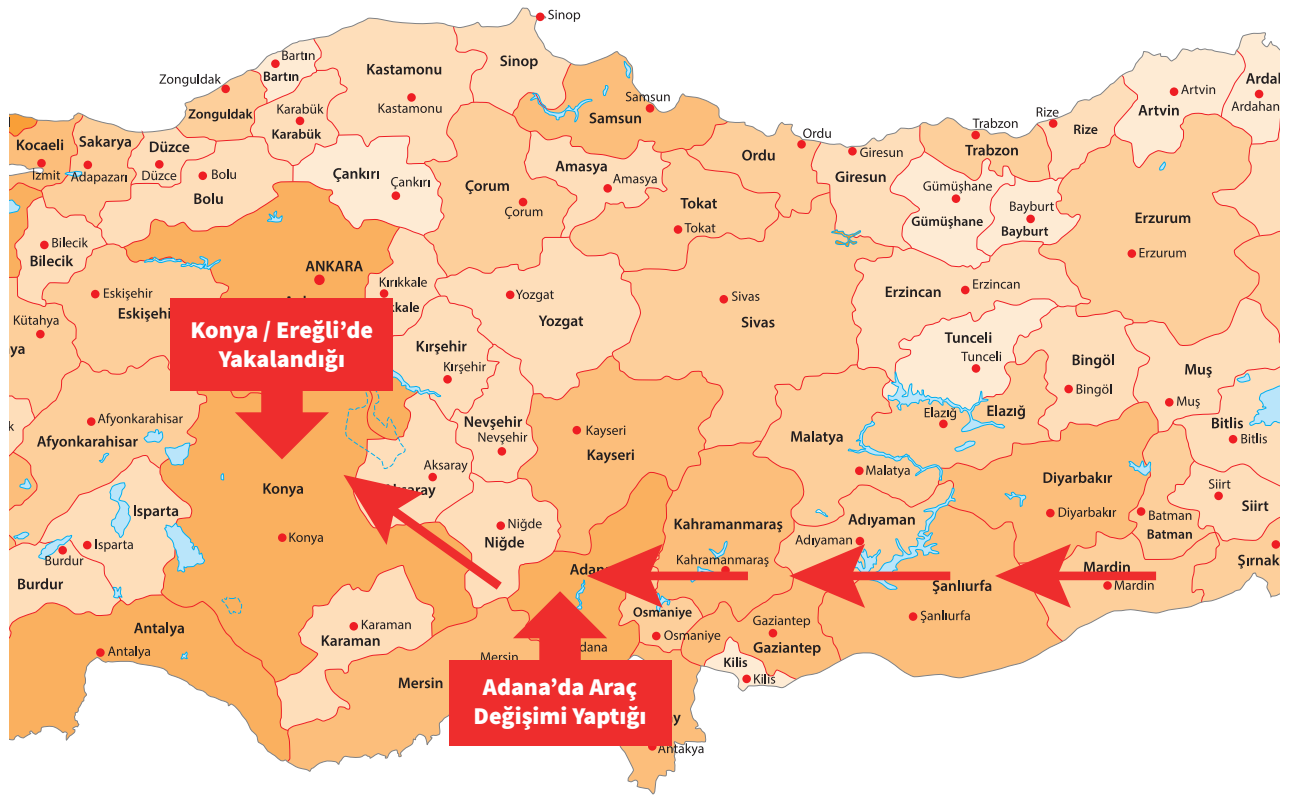 Sinop
Bartın
Bartın
Zonguldak
Zonguldak
Karabük
Karabük
Kastamonu
Kastamonu
Sinop
Samsun
Samsun
Ordu
Ordu
Giresun
Giresun
Trabzon
Trabzon
Rize
Rize
Artvin
Artvin
Ardahan
Kocaeli
İzmit
Sakarya
Adapazarı
Düzce
Düzce
Bolu
Bolu
Çankırı
Çankırı
Çorum
Çorum
Amasya
Amasya
Tokat
Tokat
Gümüşhane
Gümüşhane
Bayburt
Bayburt
Erzurum
Erzurum
Bilecik
Bilecik
Eskişehir
Kütahya
ANKARA
Kırıkkale
Yozgat
Yozgat
Sivas
Sivas
Erzincan
Erzincan
Tunceli
Tunceli
Bingöl
Bingöl
Muş
Muş
Konya / Ereğli’de
Yakalandığı
Kırşehir
Kırşehir
Afyonkarahisar
Afyonkarahisar
Nevşehir
Nevşehir
Kayseri
Kayseri
Malatya
Malatya
Elazığ
Elazığ
Bitlis
Bitlis
Aksaray
Konya
Konya
Isparta
Isparta
Burdur
Burdur
Niğde
Niğde
Kahramanmaraş
Kahramanmaraş
Adıyaman
Adıyaman
Diyarbakır
Diyarbakır
Siirt
Siirt
Batman
Batman
Mardin
Mardin
Şırnak
Şanlıurfa
Şanlıurfa
Osmaniye
Osmaniye
Gaziantep
Gaziantep
Kilis
Kilis
Karaman
Karaman
Antalya
Antalya
Mersin
Mersin
Adana’da Araç
Değişimi Yaptığı
Antakya